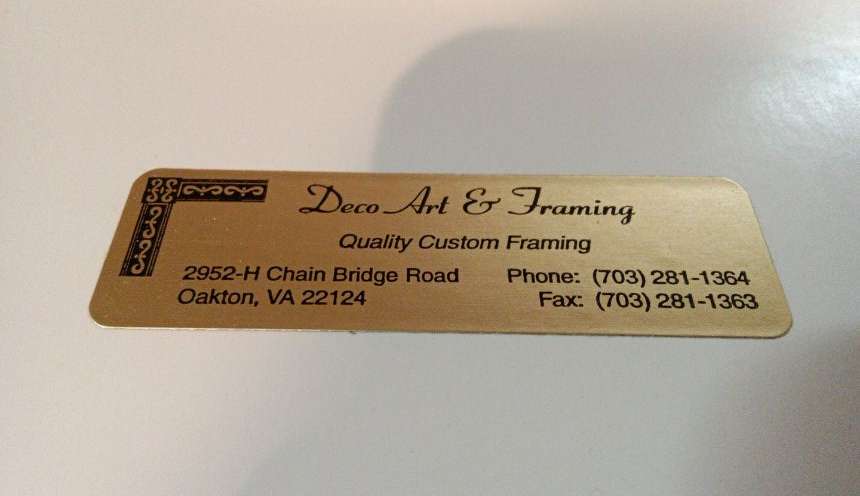 Deco Art & Framing
Quality Custom Framing
2952-H Chain Bridge Road Phone: (703) 281-1364
Oakton, VA 22124 Fax: (703) 281-1363